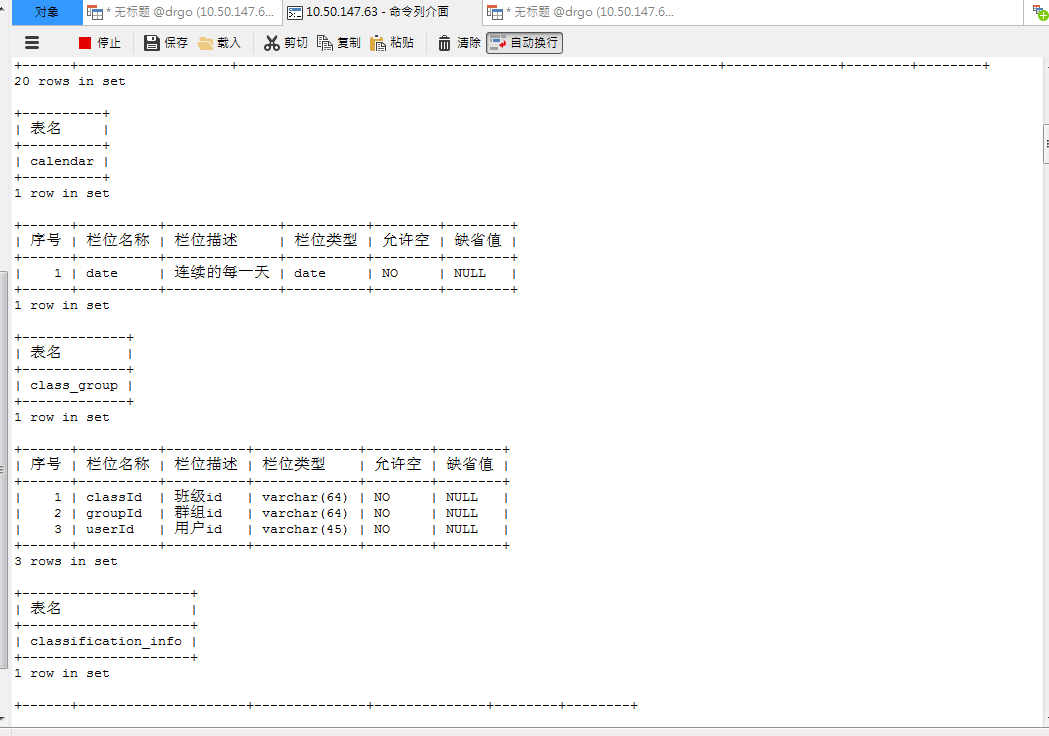 对象 * 无标题 @drgo (10.50.147.6... 10.50.147.63 - 命令列介面 * 无标题 @drgo (10.50.147.6...
停止 保存 载入 剪切 复制 粘贴 清除 自动换行
+------+-------------------+------------------------------------------------------------+--------------+--------+--------+
20 rows in set
+----------+
| 表名 |
+----------+
| calendar |
+----------+
1 row in set
+------+----------+--------------+----------+--------+--------+
| 序号 | 栏位名称 | 栏位描述 | 栏位类型 | 允许空 | 缺省值 |
+------+----------+--------------+----------+--------+--------+
| 1 | date | 连续的每一天 | date | NO | NULL |
+------+----------+--------------+----------+--------+--------+
1 row in set
+-------------+
| 表名 |
+-------------+
| class_group |
+-------------+
1 row in set
+------+----------+----------+-------------+--------+--------+
| 序号 | 栏位名称 | 栏位描述 | 栏位类型 | 允许空 | 缺省值 |
+------+----------+----------+-------------+--------+--------+
| 1 | classId | 班级id | varchar(64) | NO | NULL |
| 2 | groupId | 群组id | varchar(64) | NO | NULL |
| 3 | userId | 用户id | varchar(45) | NO | NULL |
+------+----------+----------+-------------+--------+--------+
3 rows in set
+---------------------+
| 表名 |
+---------------------+
| classification_info |
+---------------------+
1 row in set
+------+---------------------+--------------+--------------+--------+--------+